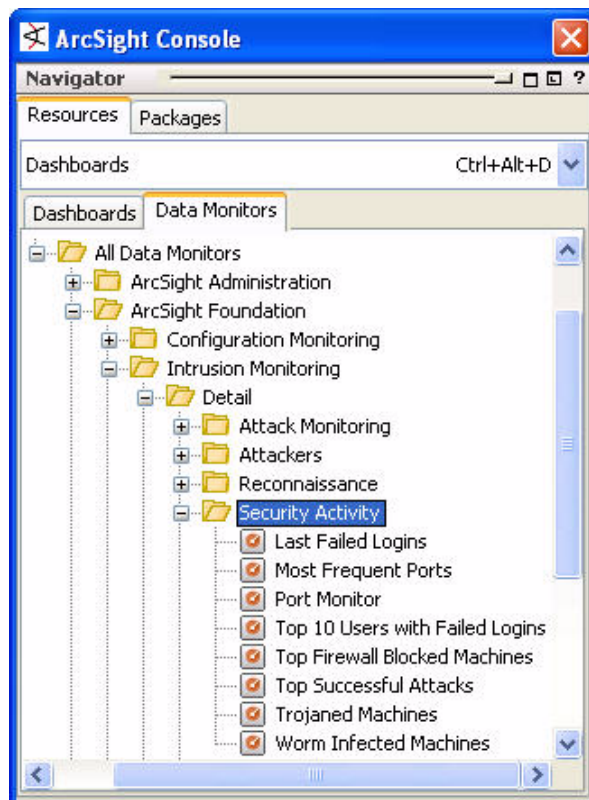 ArcSight Console
Navigator ?
Resources Packages
Dashboards Ctrl+Alt+D
Dashboards Data Monitors
All Data Monitors
ArcSight Administration
ArcSight Foundation
Configuration Monitoring
Intrusion Monitoring
Detail
Attack Monitoring
Attackers
Reconnaissance
Security Activity
Last Failed Logins
Most Frequent Ports
Port Monitor
Top 10 Users with Failed Logins
Top Firewall Blocked Machines
Top Successful Attacks
Trojaned Machines
Worm Infected Machines